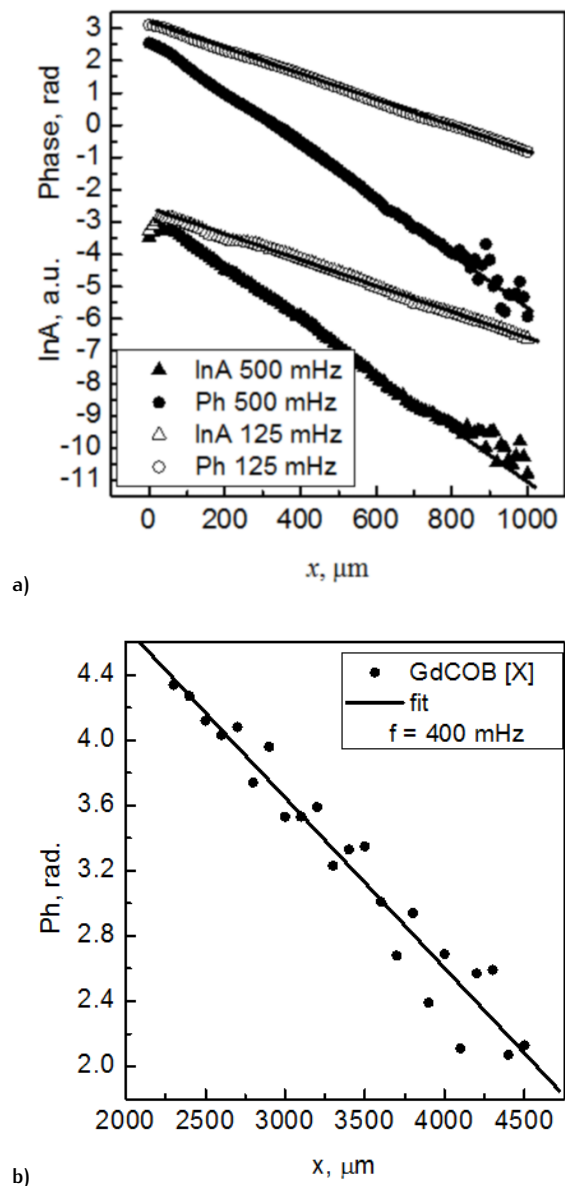 3
2
1
0
-1
-3
-4
-5
-6
-7
-8
-9
-10
-11
Phase, rad
lnA, a.u.
lnA 500 mHz
Ph 500 mHz
lnA 125 mHz
Ph 125 mHz
0 200 400 600 800 1000
x, μm
a)
4.4
4.0
3.6
3.2
2.8
2.4
2.0
Ph, rad.
GdCOB [X]
fit
f = 400 mHz
2000 2500 3000 3500 4000 4500
x, μm
b)